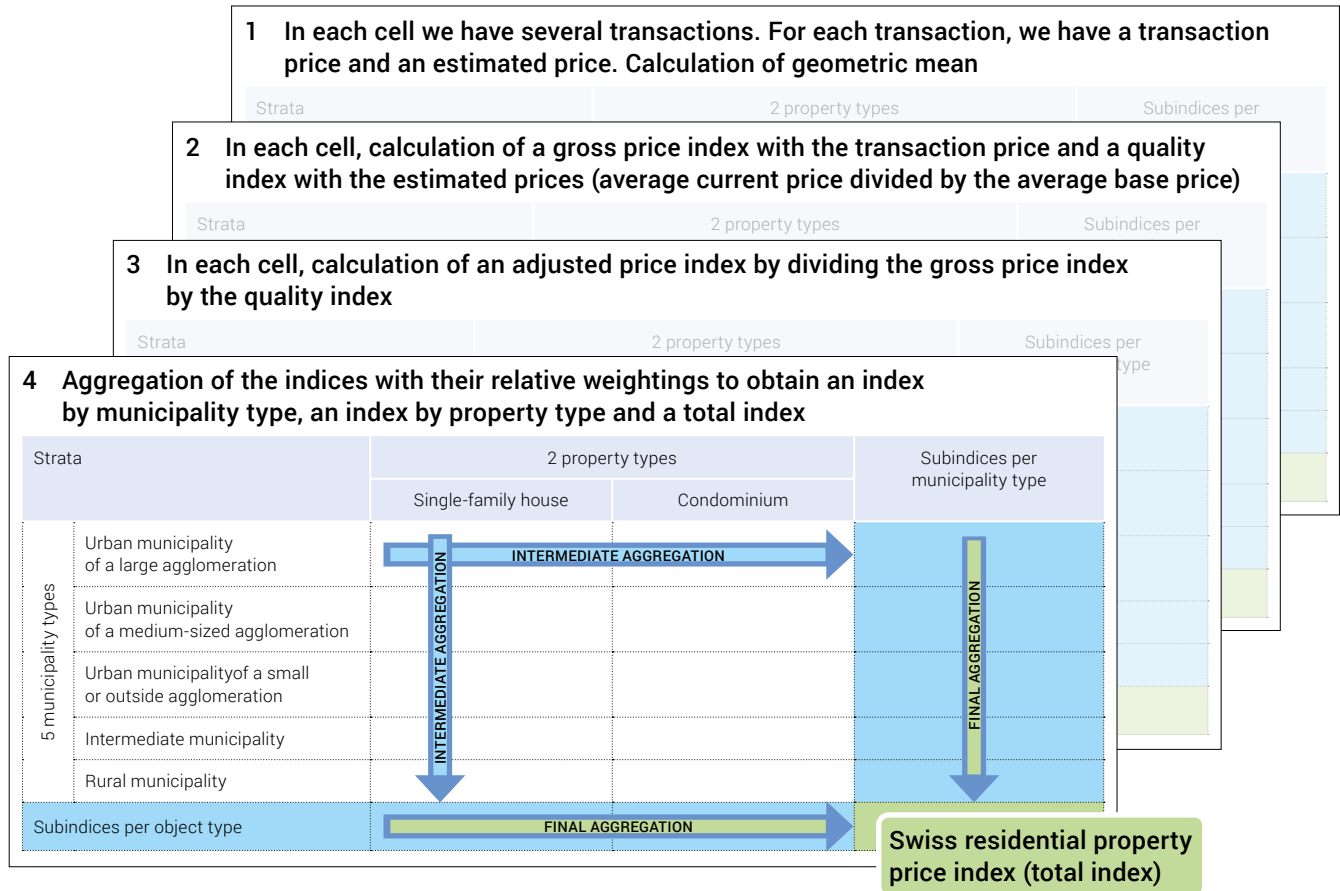 1 In each cell we have several transactions. For each transaction, we have a transaction
price and an estimated price. Calculation of geometric mean
Strata
2 property types
Subindices per
2 In each cell, calculation of a gross price index with the transaction price and a quality
index with the estimated prices (average current price divided by the average base price)
Strata
2 property types
Subindices per
3 In each cell, calculation of an adjusted price index by dividing the gross price index
by the quality index
Strata
2 property types
Subindices per
type
4 Aggregation of the indices with their relative weightings to obtain an index
by municipality type, an index by property type and a total index
Strata
2 property types
Subindices per
municipality type
Single-family house
Condominium
5 municipality types
Urban municipality
of a large agglomeration
INTERMEDIATE AGGREGATION
INTERMEDIATE AGGREGATION
FINAL AGGREGATION
Urban municipality
of a medium-sized agglomeration
Urban municipalityof a small
or outside agglomeration
Intermediate municipality
Rural municipality
Subindices per object type
FINAL AGGREGATION
Swiss residential property
price index (total index)